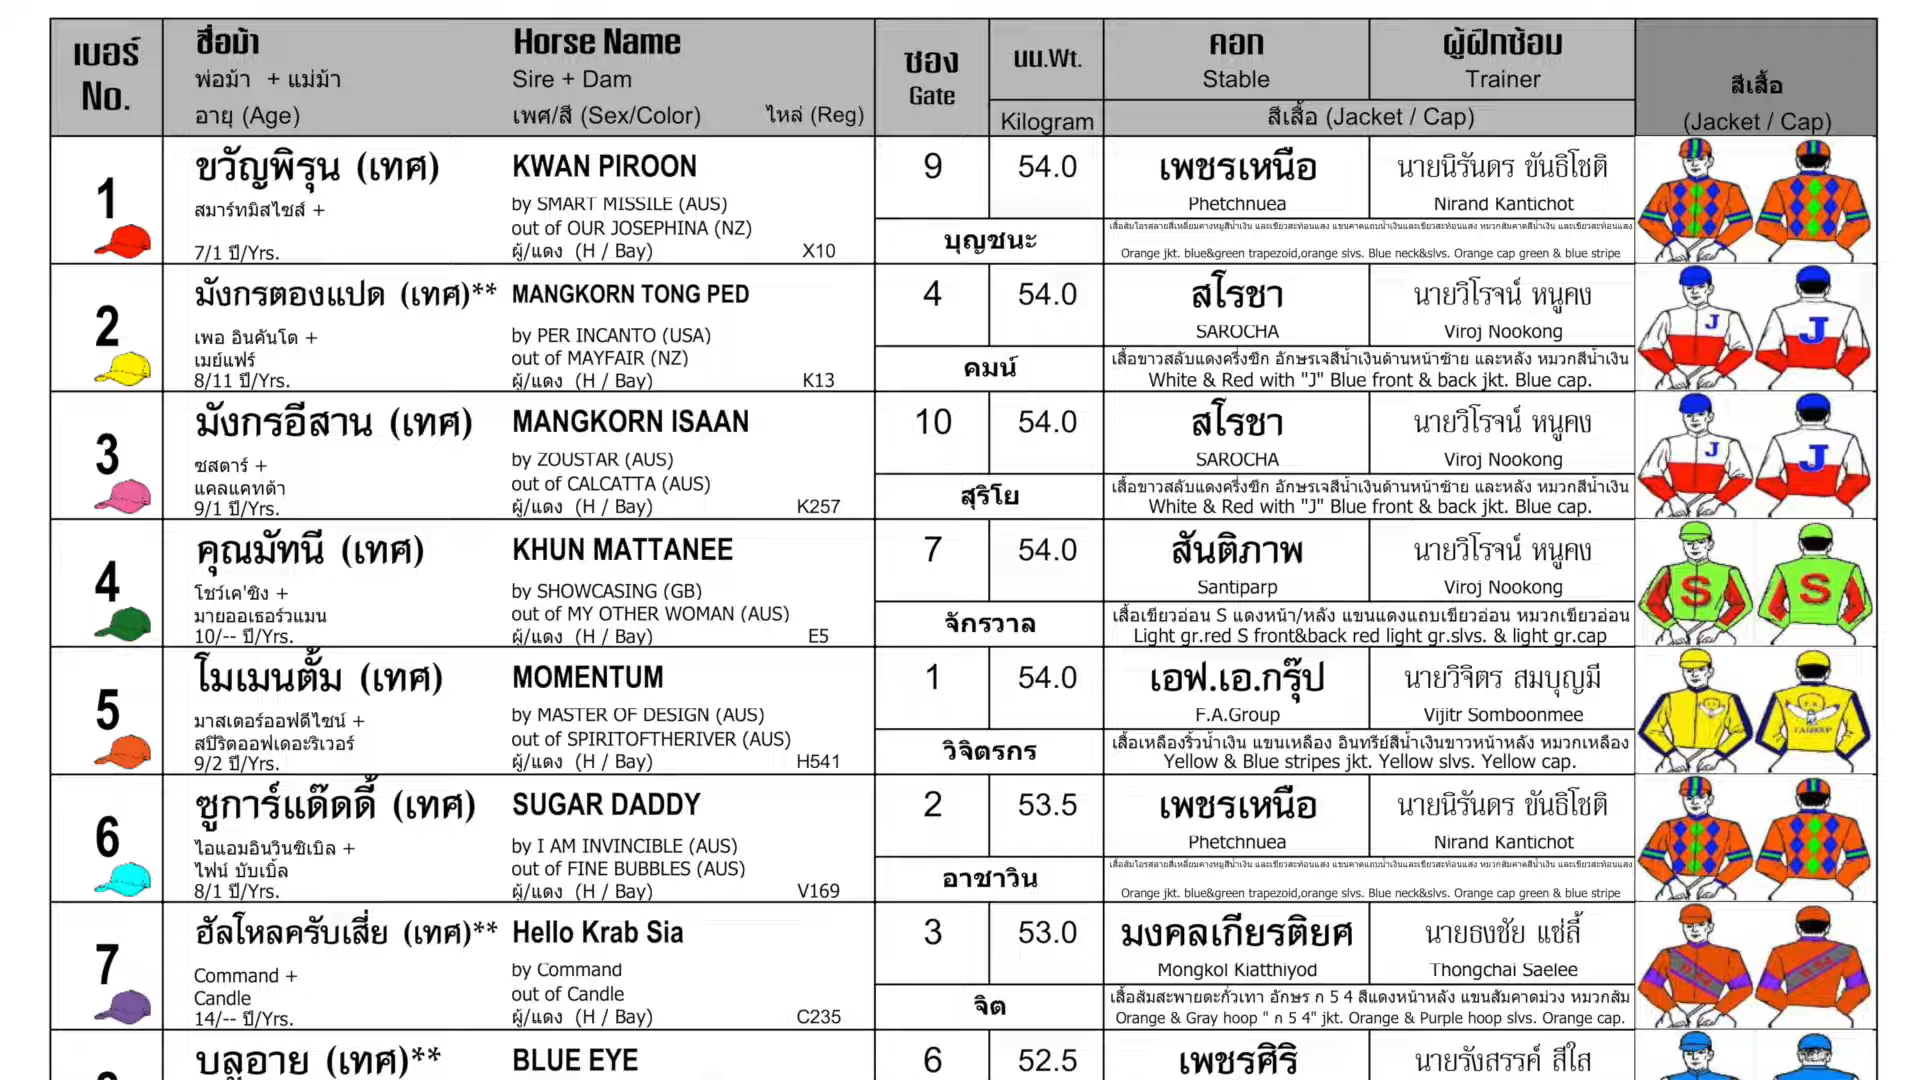 เบอร์
No.
ชื่อม้า
พ่อม้า + แม่ม้า
อายุ (Age)
Horse Name
Sire + Dam
เพศ/สี (Sex/Color) ไหล่ (Reg)
ซอง
Gate
นน.Wt.
Kilogram
คอก
Stable
ผู้ฝึกซ้อม
Trainer
สีเสื้อ (Jacket / Cap)
สีเสื้อ
(Jacket / Cap)
1
ขวัญพิรุน (เทศ)
สมาร์ทมิสไซส์ +
7/1 ปี/Yrs.
KWAN PIROON
by SMART MISSILE (AUS)
out of OUR JOSEPHINA (NZ)
ผู้/แดง (H / Bay) X10
9
54.0
บุญชนะ
เพชรเหนือ
Phetchnuea
นายนิรันดร ขันธิโชติ
Nirand Kantichot
Orange jkt. blue&green trapezoid,orange slvs. Blue neck&slvs. Orange cap green & blue stripe
2
มังกรตองแปด (เทศ)**
เพอ อินคันโต +
เมย์แฟร์
8/11 ปี/Yrs.
MANGKORN TONG PED
by PER INCANTO (USA)
out of MAYFAIR (NZ)
ผู้/แดง (H / Bay) K13
4
54.0
คมน์
สโรชา
SAROCHA
นายวิโรจน์ หนูคง
Viroj Nookong
เสื้อขาวสลับแดงครึ่งซีก อักษรเจสีน้ำเงินด้านหน้าซ้าย และหลัง หมวกสีน้ำเงิน
White & Red with "J" Blue front & back jkt. Blue cap.
J J
3
มังกรอีสาน (เทศ)
ซสตาร์ +
แคลแคทต้า
9/1 ปี/Yrs.
MANGKORN ISAAN
by ZOUSTAR (AUS)
out of CALCATTA (AUS)
ผู้/แดง (H / Bay) K257
10
54.0
สุริโย
สโรชา
SAROCHA
นายวิโรจน์ หนูคง
Viroj Nookong
เสื้อขาวสลับแดงครึ่งซีก อักษรเจสีน้ำเงินด้านหน้าซ้าย และหลัง หมวกสีน้ำเงิน
White & Red with "J" Blue front & back jkt. Blue cap.
J J
4
คุณมัทนี (เทศ)
โชว์เค'ซิง +
มายออเธอร์วูแมน
10/-- ปี/Yrs.
KHUN MATTANEE
by SHOWCASING (GB)
out of MY OTHER WOMAN (AUS)
ผู้/แดง (H / Bay) E5
7
54.0
จักรวาล
สันติภาพ
Santiparp
นายวิโรจน์ หนูคง
Viroj Nookong
เสื้อเขียวอ่อน S แดงหน้า/หลัง แขนแดงแถบเขียวอ่อน หมวกเขียวอ่อน
Light gr.red S front&back red light gr.slvs. & light gr.cap
S S
5
โมเมนตั้ม (เทศ)
มาสเตอร์ออฟดีไซน์ +
สปิริตออฟเดอะริเวอร์
9/2 ปี/Yrs.
MOMENTUM
by MASTER OF DESIGN (AUS)
out of SPIRITOFTHERIVER (AUS)
ผู้/แดง (H / Bay) H541
1
54.0
วิจิตรกร
เอฟ.เอ.กรุ๊ป
F.A.Group
นายวิจิตร สมบุญมี
Vijitr Somboonmee
เสื้อเหลืองริ้วน้ำเงิน แขนเหลือง อินทรีย์สีน้ำเงินขาวหน้าหลัง หมวกเหลือง
Yellow & Blue stripes jkt. Yellow slvs. Yellow cap.
6
ซูการ์แด๊ดดี้ (เทศ)
ไอแอมอินวินซิเบิล +
ไฟน์ บับเบิ้ล
8/1 ปี/Yrs.
SUGAR DADDY
by I AM INVINCIBLE (AUS)
out of FINE BUBBLES (AUS)
ผู้/แดง (H / Bay) V169
2
53.5
อาชาวิน
เพชรเหนือ
Phetchnuea
นายนิรันดร ขันธิโชติ
Nirand Kantichot
Orange jkt. blue&green trapezoid,orange slvs. Blue neck&slvs. Orange cap green & blue stripe
7
ฮัลโหลครับเสี่ย (เทศ)**
Command +
Candle
14/-- ปี/Yrs.
Hello Krab Sia
by Command
out of Candle
ผู้/แดง (H / Bay) C235
3
53.0
จิต
มงคลเกียรติยศ
Mongkol Kiatthiyod
นายธงชัย แซ่ลี้
Thongchai Saelee
เสื้อส้มสะพายตะกั่วเทา อักษร ก 5 4 สีแดงหน้าหลัง แขนส้มคาดม่วง หมวกส้ม
Orange & Gray hoop " ก 5 4" jkt. Orange & Purple hoop slvs. Orange cap.
บลูอาย (เทศ)**
BLUE EYE
6
52.5
เพชรศิริ
นายรังสรรค์ สีใส